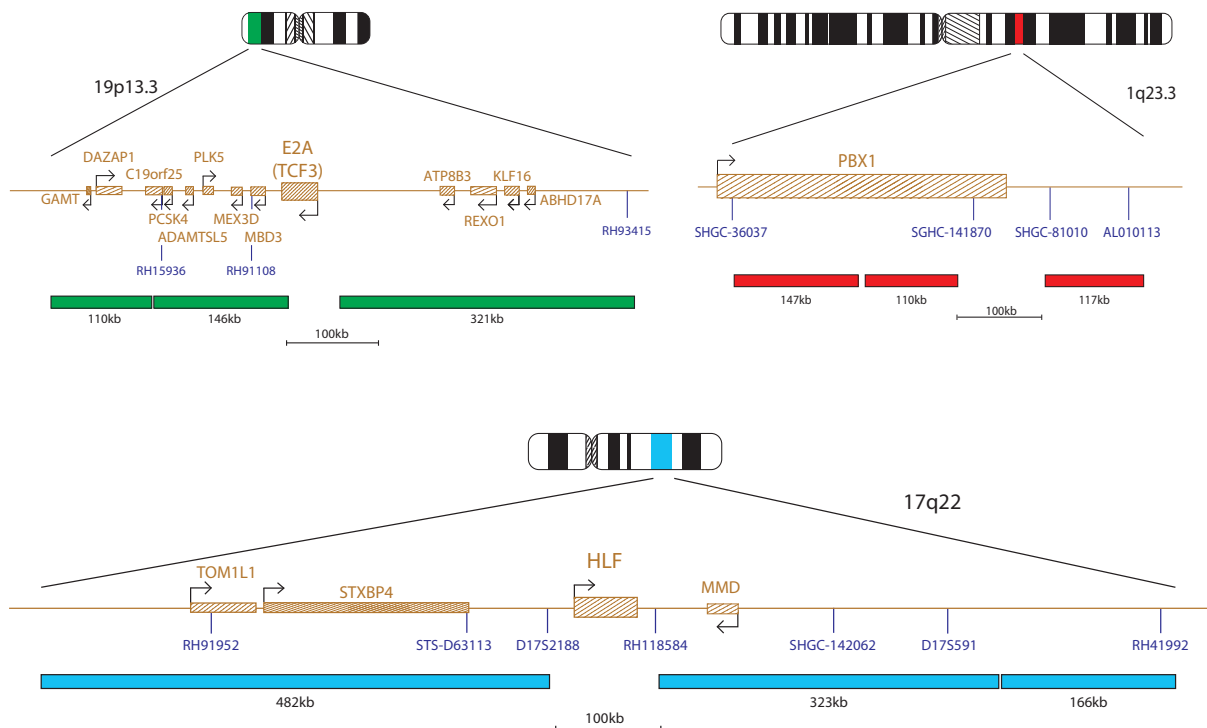 19p13.3
E2A
(TCF3)
DAZAP1
PLK5
C19orf25
ATP8B3
KLF16
GAMT
PCSK4
MEX3D
REXO1
ABHD17A
ADAMTSL5
MBD3
RH93415
RH15936
RH91108
110kb
146kb
321kb
100kb
1q23.3
PBX1
SHGC-36037
SGHC-141870
SHGC-81010
AL010113
147kb
110kb
100kb
117kb
17q22
HLF
TOM1L1
STXBP4
MMD
RH91952
STS-D63113
D17S2188
RH118584
SHGC-142062
D17S591
RH41992
482kb
323kb
166kb
100kb